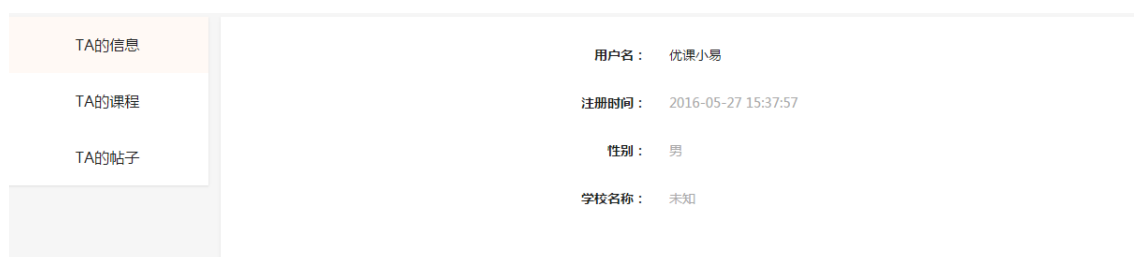 TA的信息
TA的课程
TA的帖子
用户名： 优课小易
注册时间： 2016-05-27 15:37:57
性别： 男
学校名称： 未知